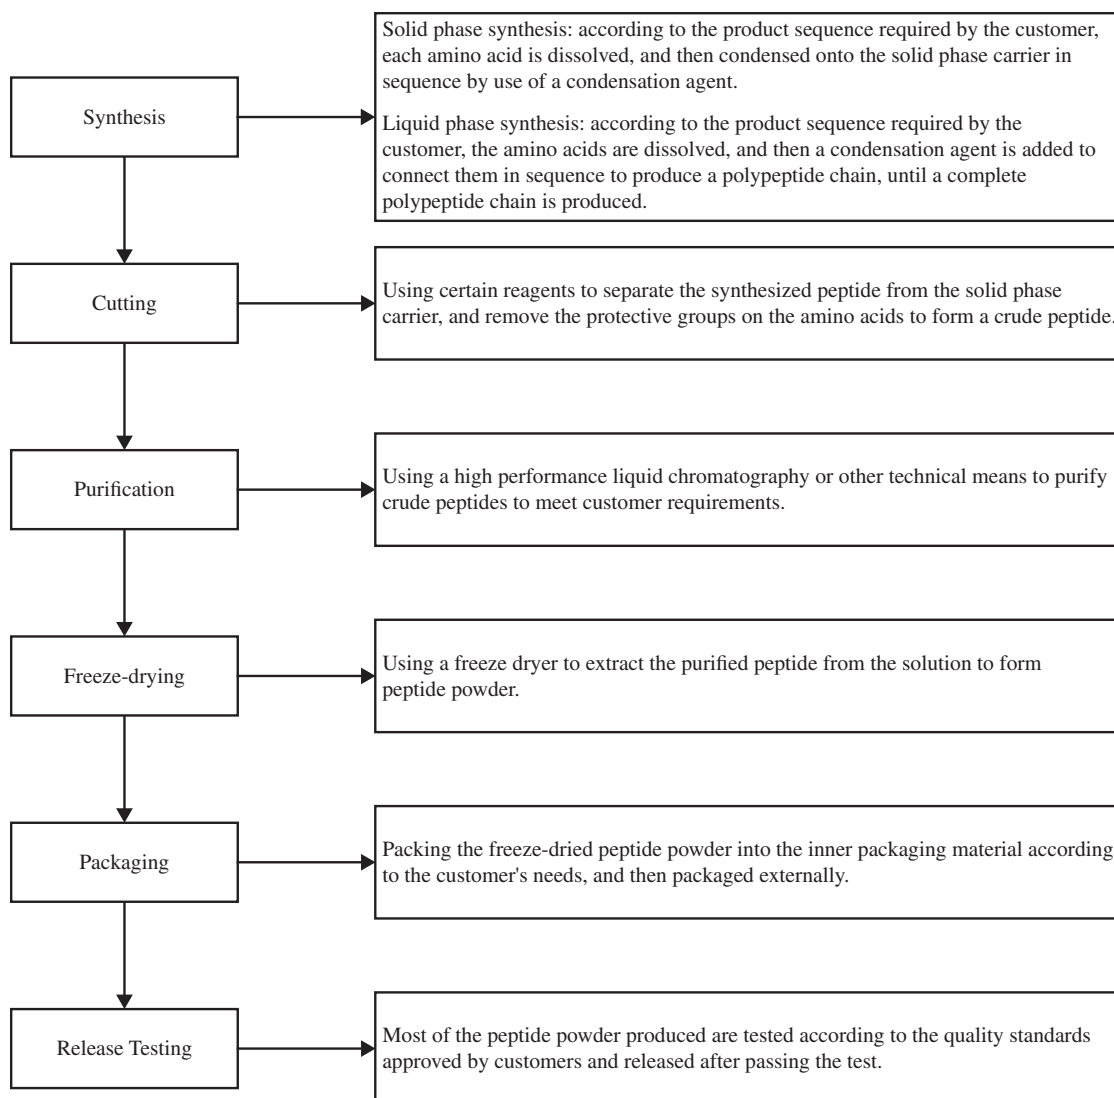 Solid phase synthesis: according to the product sequence required by the customer,
each amino acid is dissolved, and then condensed onto the solid phase carrier in
sequence by use of a condensation agent.
Synthesis
Liquid phase synthesis: according to the product sequence required by the
customer, the amino acids are dissolved, and then a condensation agent is added to
connect them in sequence to produce a polypeptide chain, until a complete
polypeptide chain is produced.
Cutting
Using certain reagents to separate the synthesized peptide from the solid phase
carrier, and remove the protective groups on the amino acids to form a crude peptide.
Purification
Using a high performance liquid chromatography or other technical means to purify
crude peptides to meet customer requirements.
Freeze-drying
Using a freeze dryer to extract the purified peptide from the solution to form
peptide powder.
Packaging
Packing the freeze-dried peptide powder into the inner packaging material according
to the customer's needs, and then packaged externally.
Release Testing
Most of the peptide powder produced are tested according to the quality standards
approved by customers and released after passing the test.